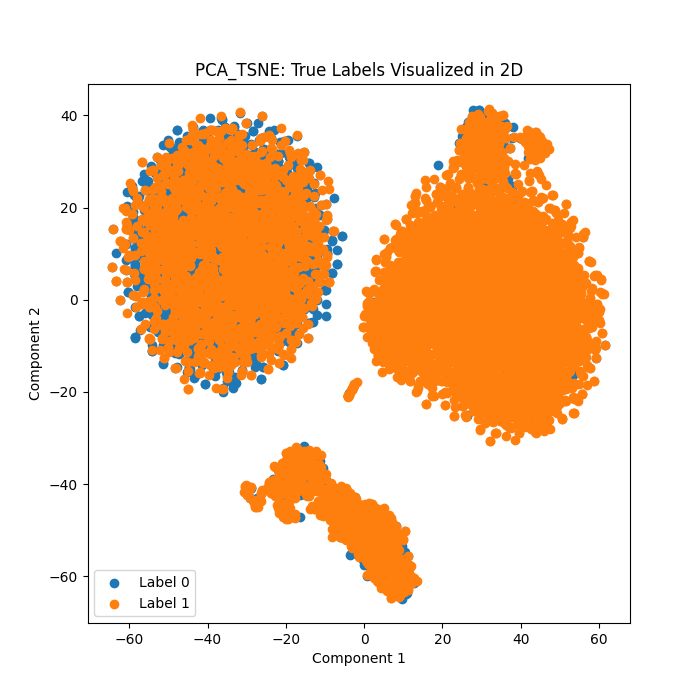 PCA_TSNE: True Labels Visualized in 2D
40
20
0
−20
−40
−60
Component 2
Label 0
Label 1
−60
−40
−20
0
20
40
60
Component 1